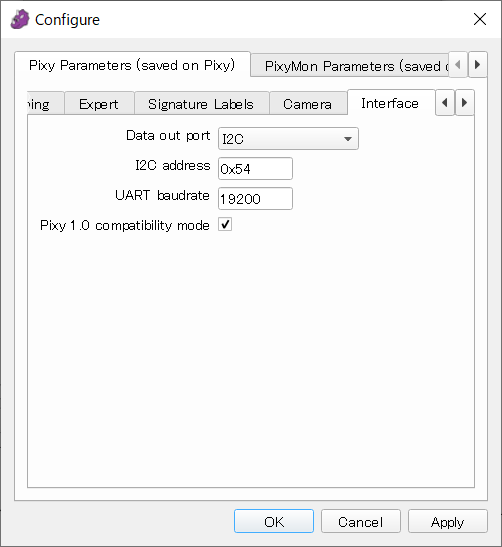 Configure
Pixy Parameters (saved on Pixy) PixyMon Parameters (saved
Expert Signature Labels Camera Interface
Data out port I2C
I2C address 0x54
UART baudrate 19200
Pixy 1.0 compatibility mode
OK Cancel Apply